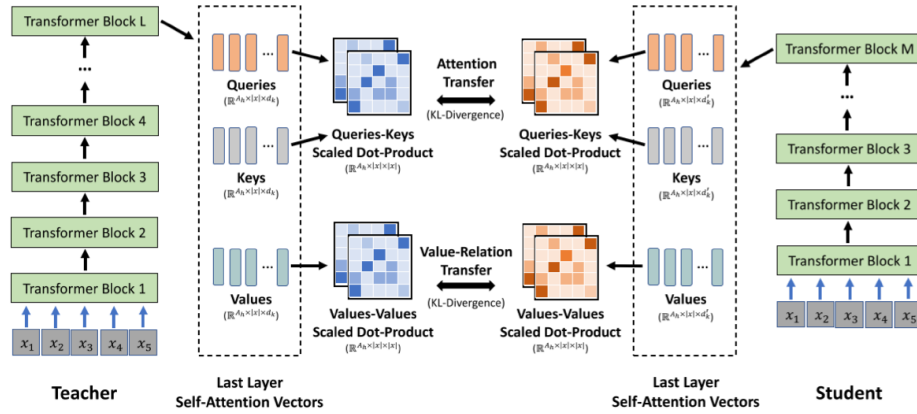 Transformer Block L
...
Transformer Block 4
Transformer Block 3
Transformer Block 2
Transformer Block 1
x₁ x₂ x₃ x₄ x₅
Teacher
...
Queries
(ℝ^{A_h×|x|×d_k})
...
Keys
(ℝ^{A_h×|x|×d_k})
...
Values
(ℝ^{A_h×|x|×d_k})
Last Layer
Self-Attention Vectors
Queries-Keys
Scaled Dot-Product
(ℝ^{A_h×|x|×|x|})
Values-Values
Scaled Dot-Product
(ℝ^{A_h×|x|×|x|})
Attention
Transfer
(KL-Divergence)
Value-Relation
Transfer
(KL-Divergence)
Queries-Keys
Scaled Dot-Product
(ℝ^{A_h×|x|×|x|})
Values-Values
Scaled Dot-Product
(ℝ^{A_h×|x|×|x|})
...
Queries
(ℝ^{A_h×|x|×d'_k})
...
Keys
(ℝ^{A_h×|x|×d'_k})
...
Values
(ℝ^{A_h×|x|×d'_k})
Last Layer
Self-Attention Vectors
Transformer Block M
...
Transformer Block 3
Transformer Block 2
Transformer Block 1
x₁ x₂ x₃ x₄ x₅
Student